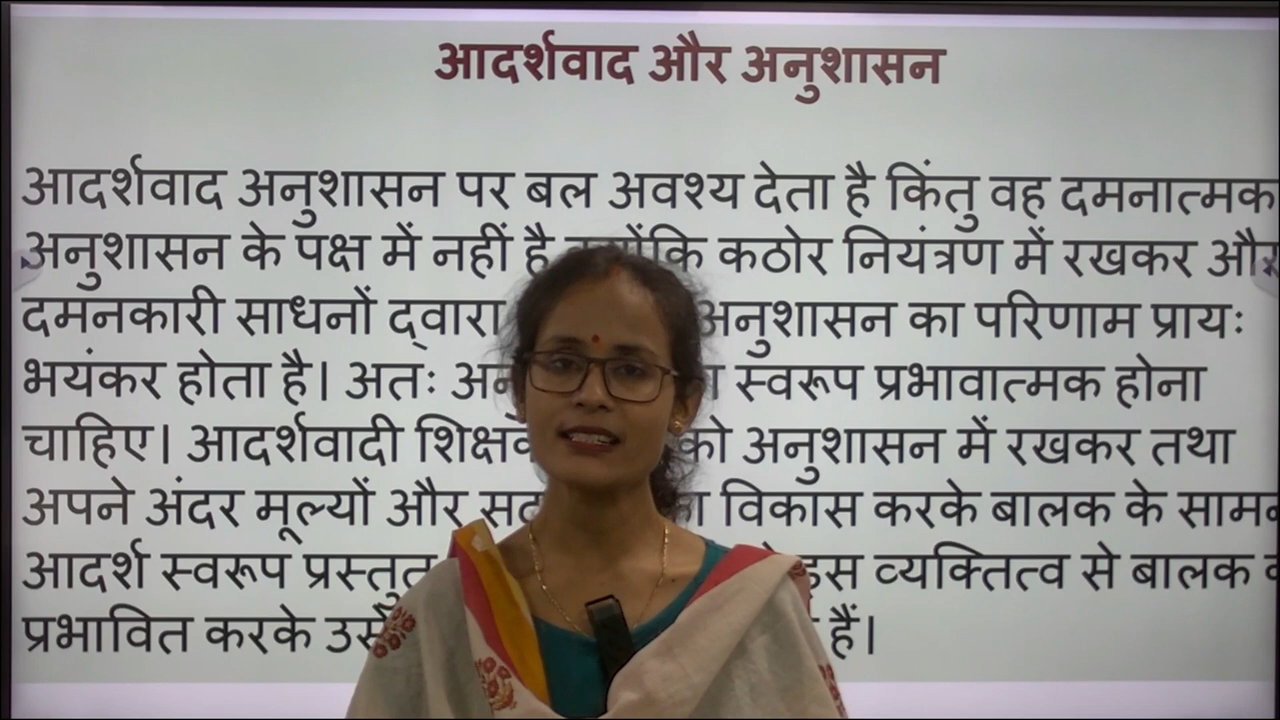 आदर्शवाद और अनुशासन
आदर्शवाद अनुशासन पर बल अवश्य देता है किंतु वह दमनात्मक
अनुशासन के पक्ष में नहीं है कठोर नियंत्रण में रखकर और
दमनकारी साधनों द्वारा अनुशासन का परिणाम प्रायः
भयंकर होता है। अतः स्वरूप प्रभावात्मक होना
चाहिए। आदर्शवादी को अनुशासन में रखकर तथा
अपने अंदर मूल्यों और विकास करके बालक के
आदर्श स्वरूप प्रस्तुत इस व्यक्तित्व से बालक
प्रभावित करके हैं।